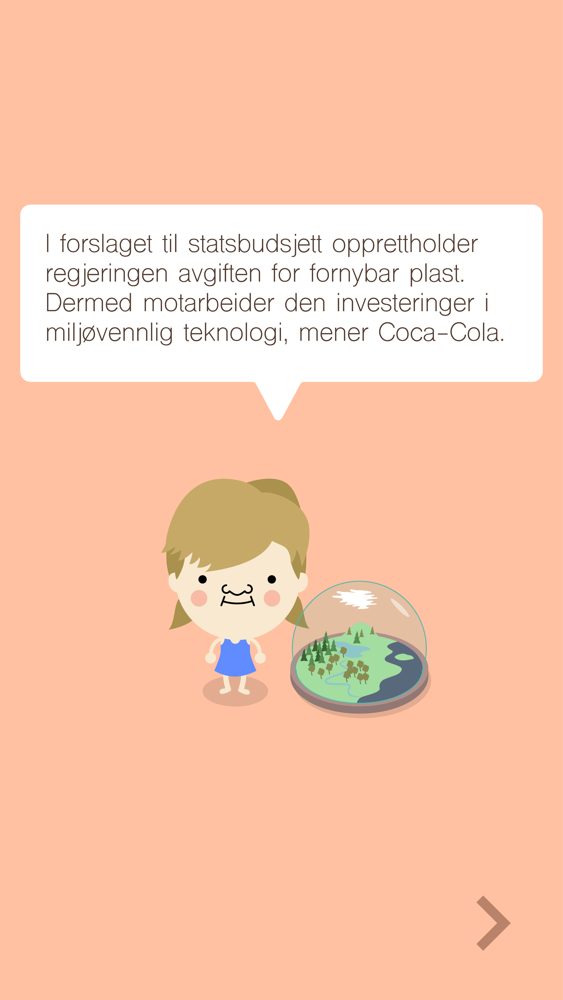 I forslaget til statsbudsjett opprettholder
regjeringen avgiften for fornybar plast.
Dermed motarbeider den investeringer i
miljøvennlig teknologi, mener Coca-Cola.